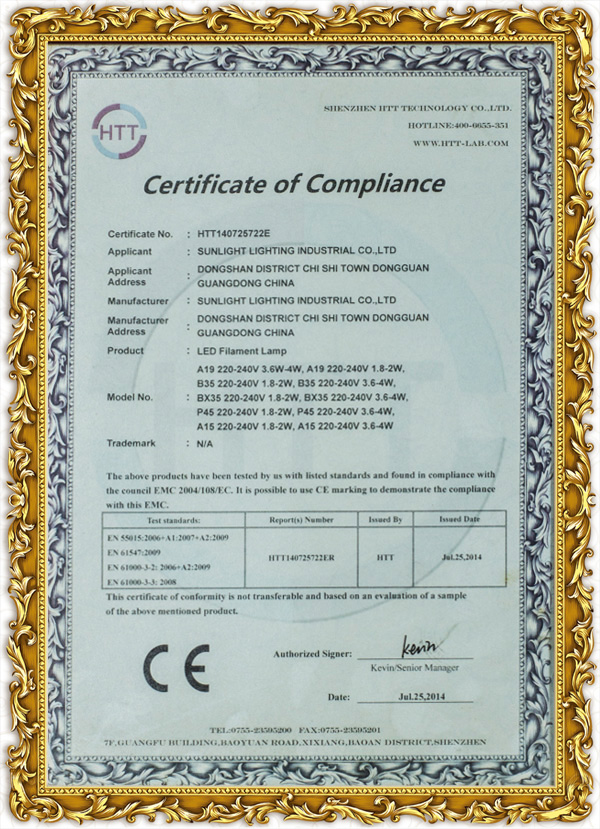 HTT
SHENZHEN HTT TECHNOLOGY CO.,LTD.
HOTLINE:400-6655-351
WWW.HTT-LAB.COM
Certificate of Compliance
Certificate No. : HTT140725722E
Applicant : SUNLIGHT LIGHTING INDUSTRIAL CO.,LTD
Applicant Address : DONGSHAN DISTRICT CHI SHI TOWN DONGGUAN
GUANGDONG CHINA
Manufacturer : SUNLIGHT LIGHTING INDUSTRIAL CO.,LTD
Manufacturer Address : DONGSHAN DISTRICT CHI SHI TOWN DONGGUAN
GUANGDONG CHINA
Product : LED Filament Lamp
A19 220-240V 3.6W-4W, A19 220-240V 1.8-2W,
B35 220-240V 1.8-2W, B35 220-240V 3.6-4W,
Model No. : BX35 220-240V 1.8-2W, BX35 220-240V 3.6-4W,
P45 220-240V 1.8-2W, P45 220-240V 3.6-4W,
A15 220-240V 1.8-2W, A15 220-240V 3.6-4W
Trademark : N/A
The above products have been tested by us with listed standards and found in compliance with
the council EMC 2004/108/EC. It is possible to use CE marking to demonstrate the compliance
with this EMC.
Test standards: Report(s) Number Issued By Issued Date
EN 55015:2006+A1:2007+A2:2009
EN 61547:2009
EN 61000-3-2: 2006+A2:2009
EN 61000-3-3: 2008
HTT140725722ER HTT Jul.25,2014
This certificate of conformity is not transferable and based on an evaluation of a sample
of the above mentioned product.
CE
Authorized Signer: Kevin
Kevin/Senior Manager
Date: Jul.25,2014
TEL:0755-23595200 FAX:0755-23595201
7F,GUANGFU BUILDING,BAOYUAN ROAD,XIXIANG,BAOAN DISTRICT,SHENZHEN